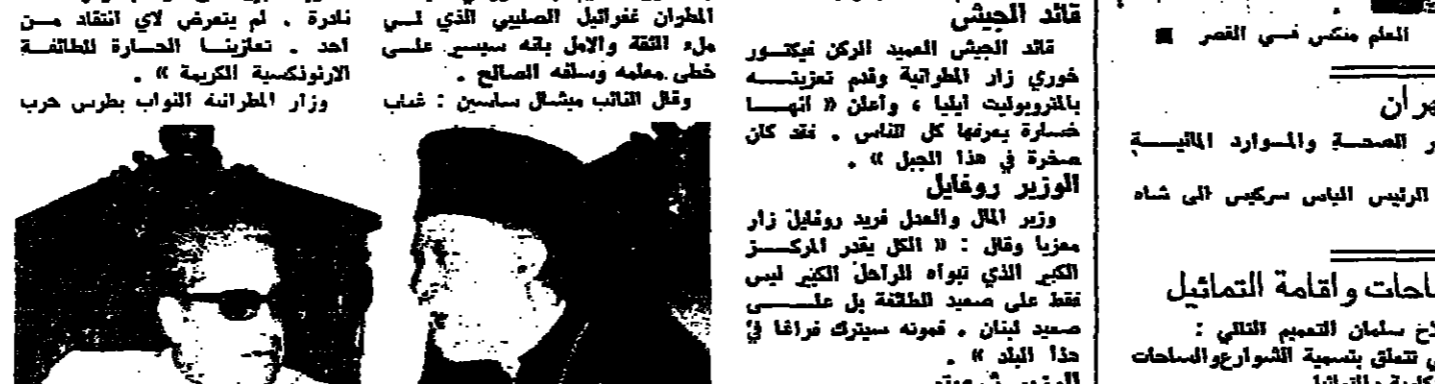 العلم منكس فسي القصر
هران
ر الصحة والموارد المائية
الرئيس الياس سركيس الى شاه
ساحات واقامة التماثيل
لاح سلمان التعميم التالي :
ي تتعلق بتسمية الشوارع والساحات
قائد الجيش
قائد الجيش العميد الركن فيكتور
خوري زار المطرانية وقدم تعزيته
بالمتروبوليت ايليا ، وأعلن « انها
خسارة يعرفها كل الناس . فقد كان
صخرة في هذا الجبل » .
الوزير روفايل
وزير المال والعدل فريد روفايل زار
معزيا وقال : « الكل يقدر المركز
الكبير الذي تبوأه الراحل الكبير ليس
فقط على صعيد الطائفة بل على
صعيد لبنان . فموته سيترك فراغا في
هذا البلد » .
المطران غفرائيل الصليبي الذي لي
ملء الثقة والامل بانه سيسير على
خطى معلمه وسلفه الصالح .
وقال النائب ميشال ساسين : غياب
نادرة . لم يتعرض لاي انتقاد من
احد . تعازينا الحارة للطائفة
الارثوذكسية الكريمة » .
وزار المطرانية النواب بطرس حرب